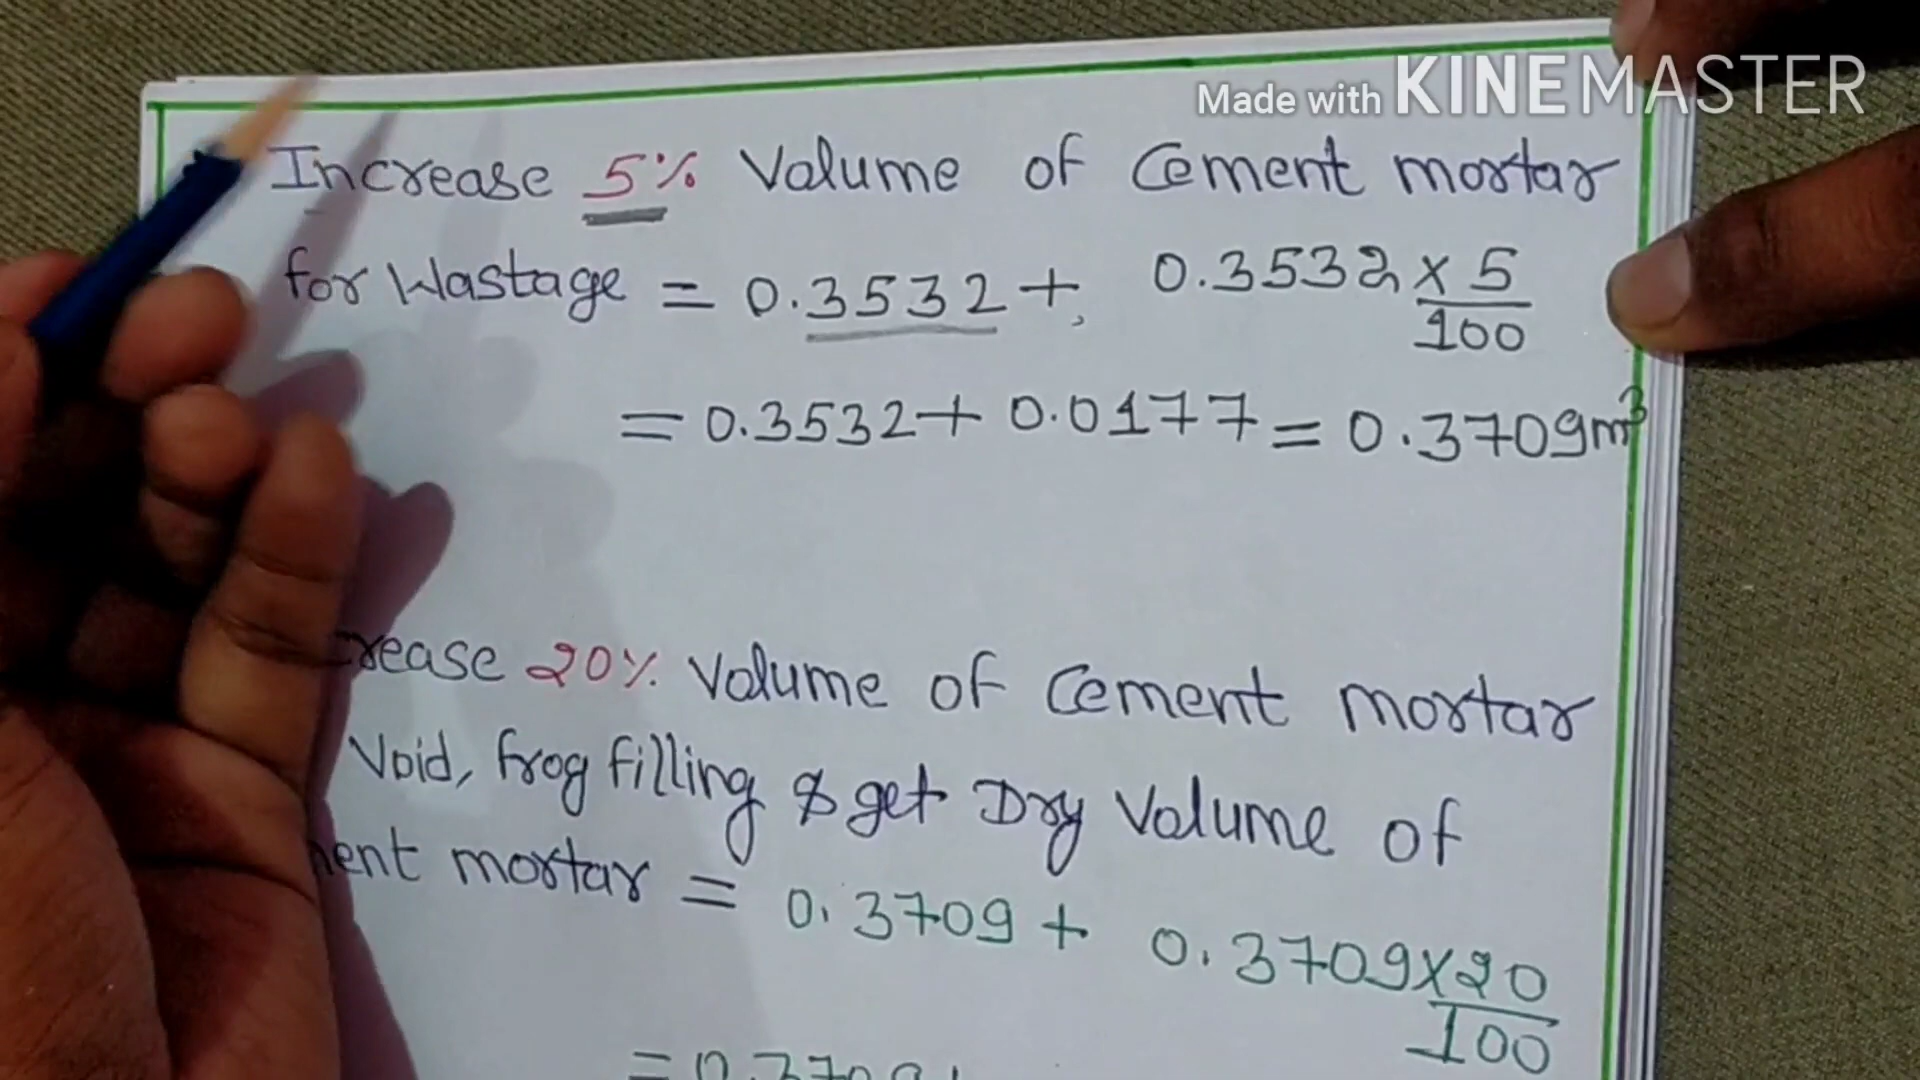 Made with KINEMASTER
Increase 5% Volume of Cement mortar
for Wastage = 0.3532 + 0.3532 x 5
100
= 0.3532 + 0.0177 = 0.3709m³
20% Volume of Cement mortar
Void, frog filling & get Dry Volume of
mortar = 0.3709 + 0.3709 x 20
100